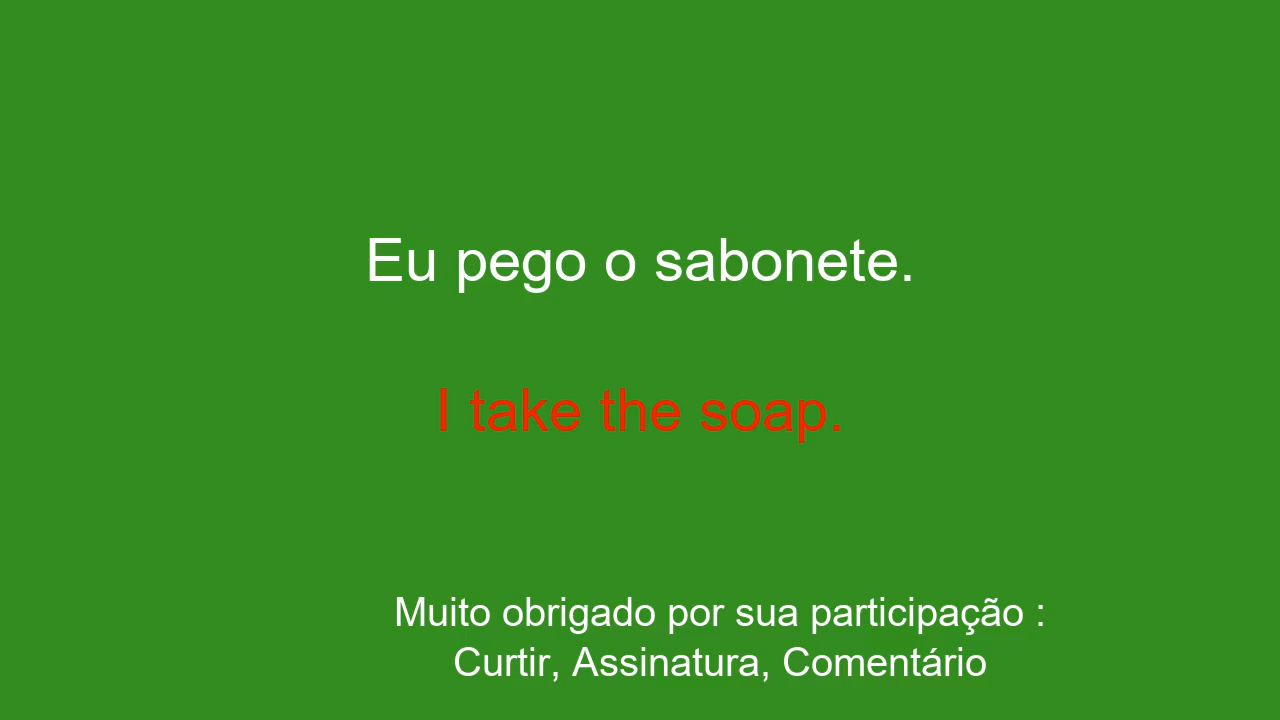 Eu pego o sabonete.
I take the soap.
Muito obrigado por sua participação :
Curtir, Assinatura, Comentário